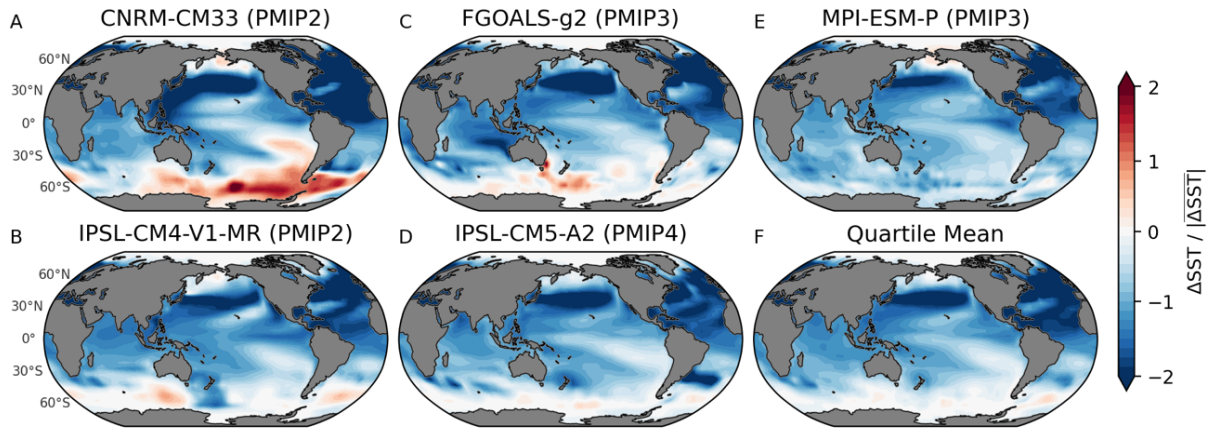 A CNRM-CM33 (PMIP2) C FGOALS-g2 (PMIP3) E MPI-ESM-P (PMIP3)
60°N
30°N
0°
30°S
60°S
B IPSL-CM4-V1-MR (PMIP2) D IPSL-CM5-A2 (PMIP4) F Quartile Mean
60°N
30°N
0°
30°S
60°S
2
1
0
−1
−2
ΔSST / |ΔSST|